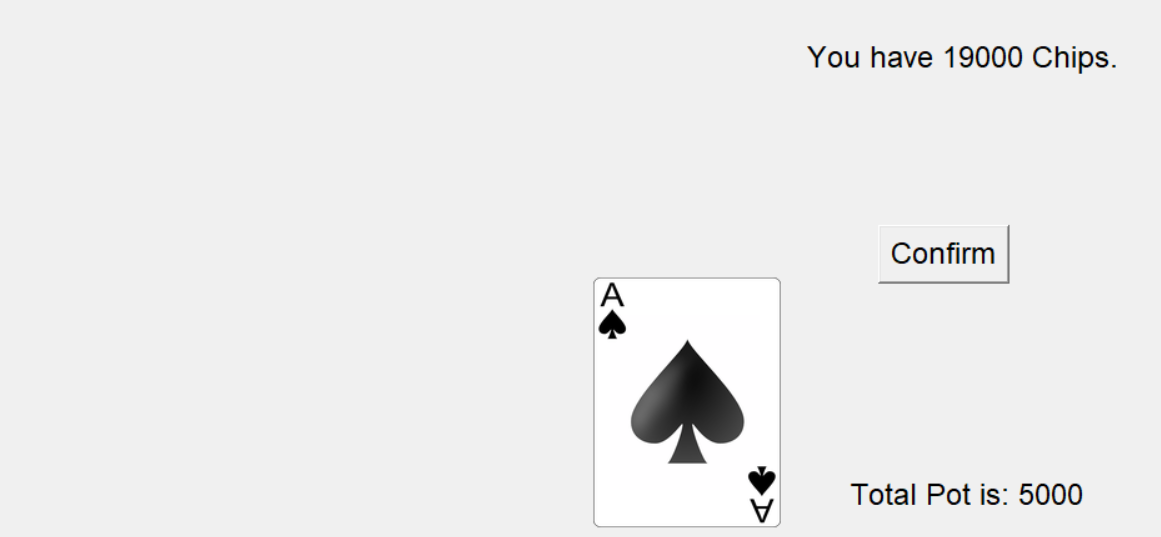 You have 19000 Chips.
Confirm
A
Total Pot is: 5000
A